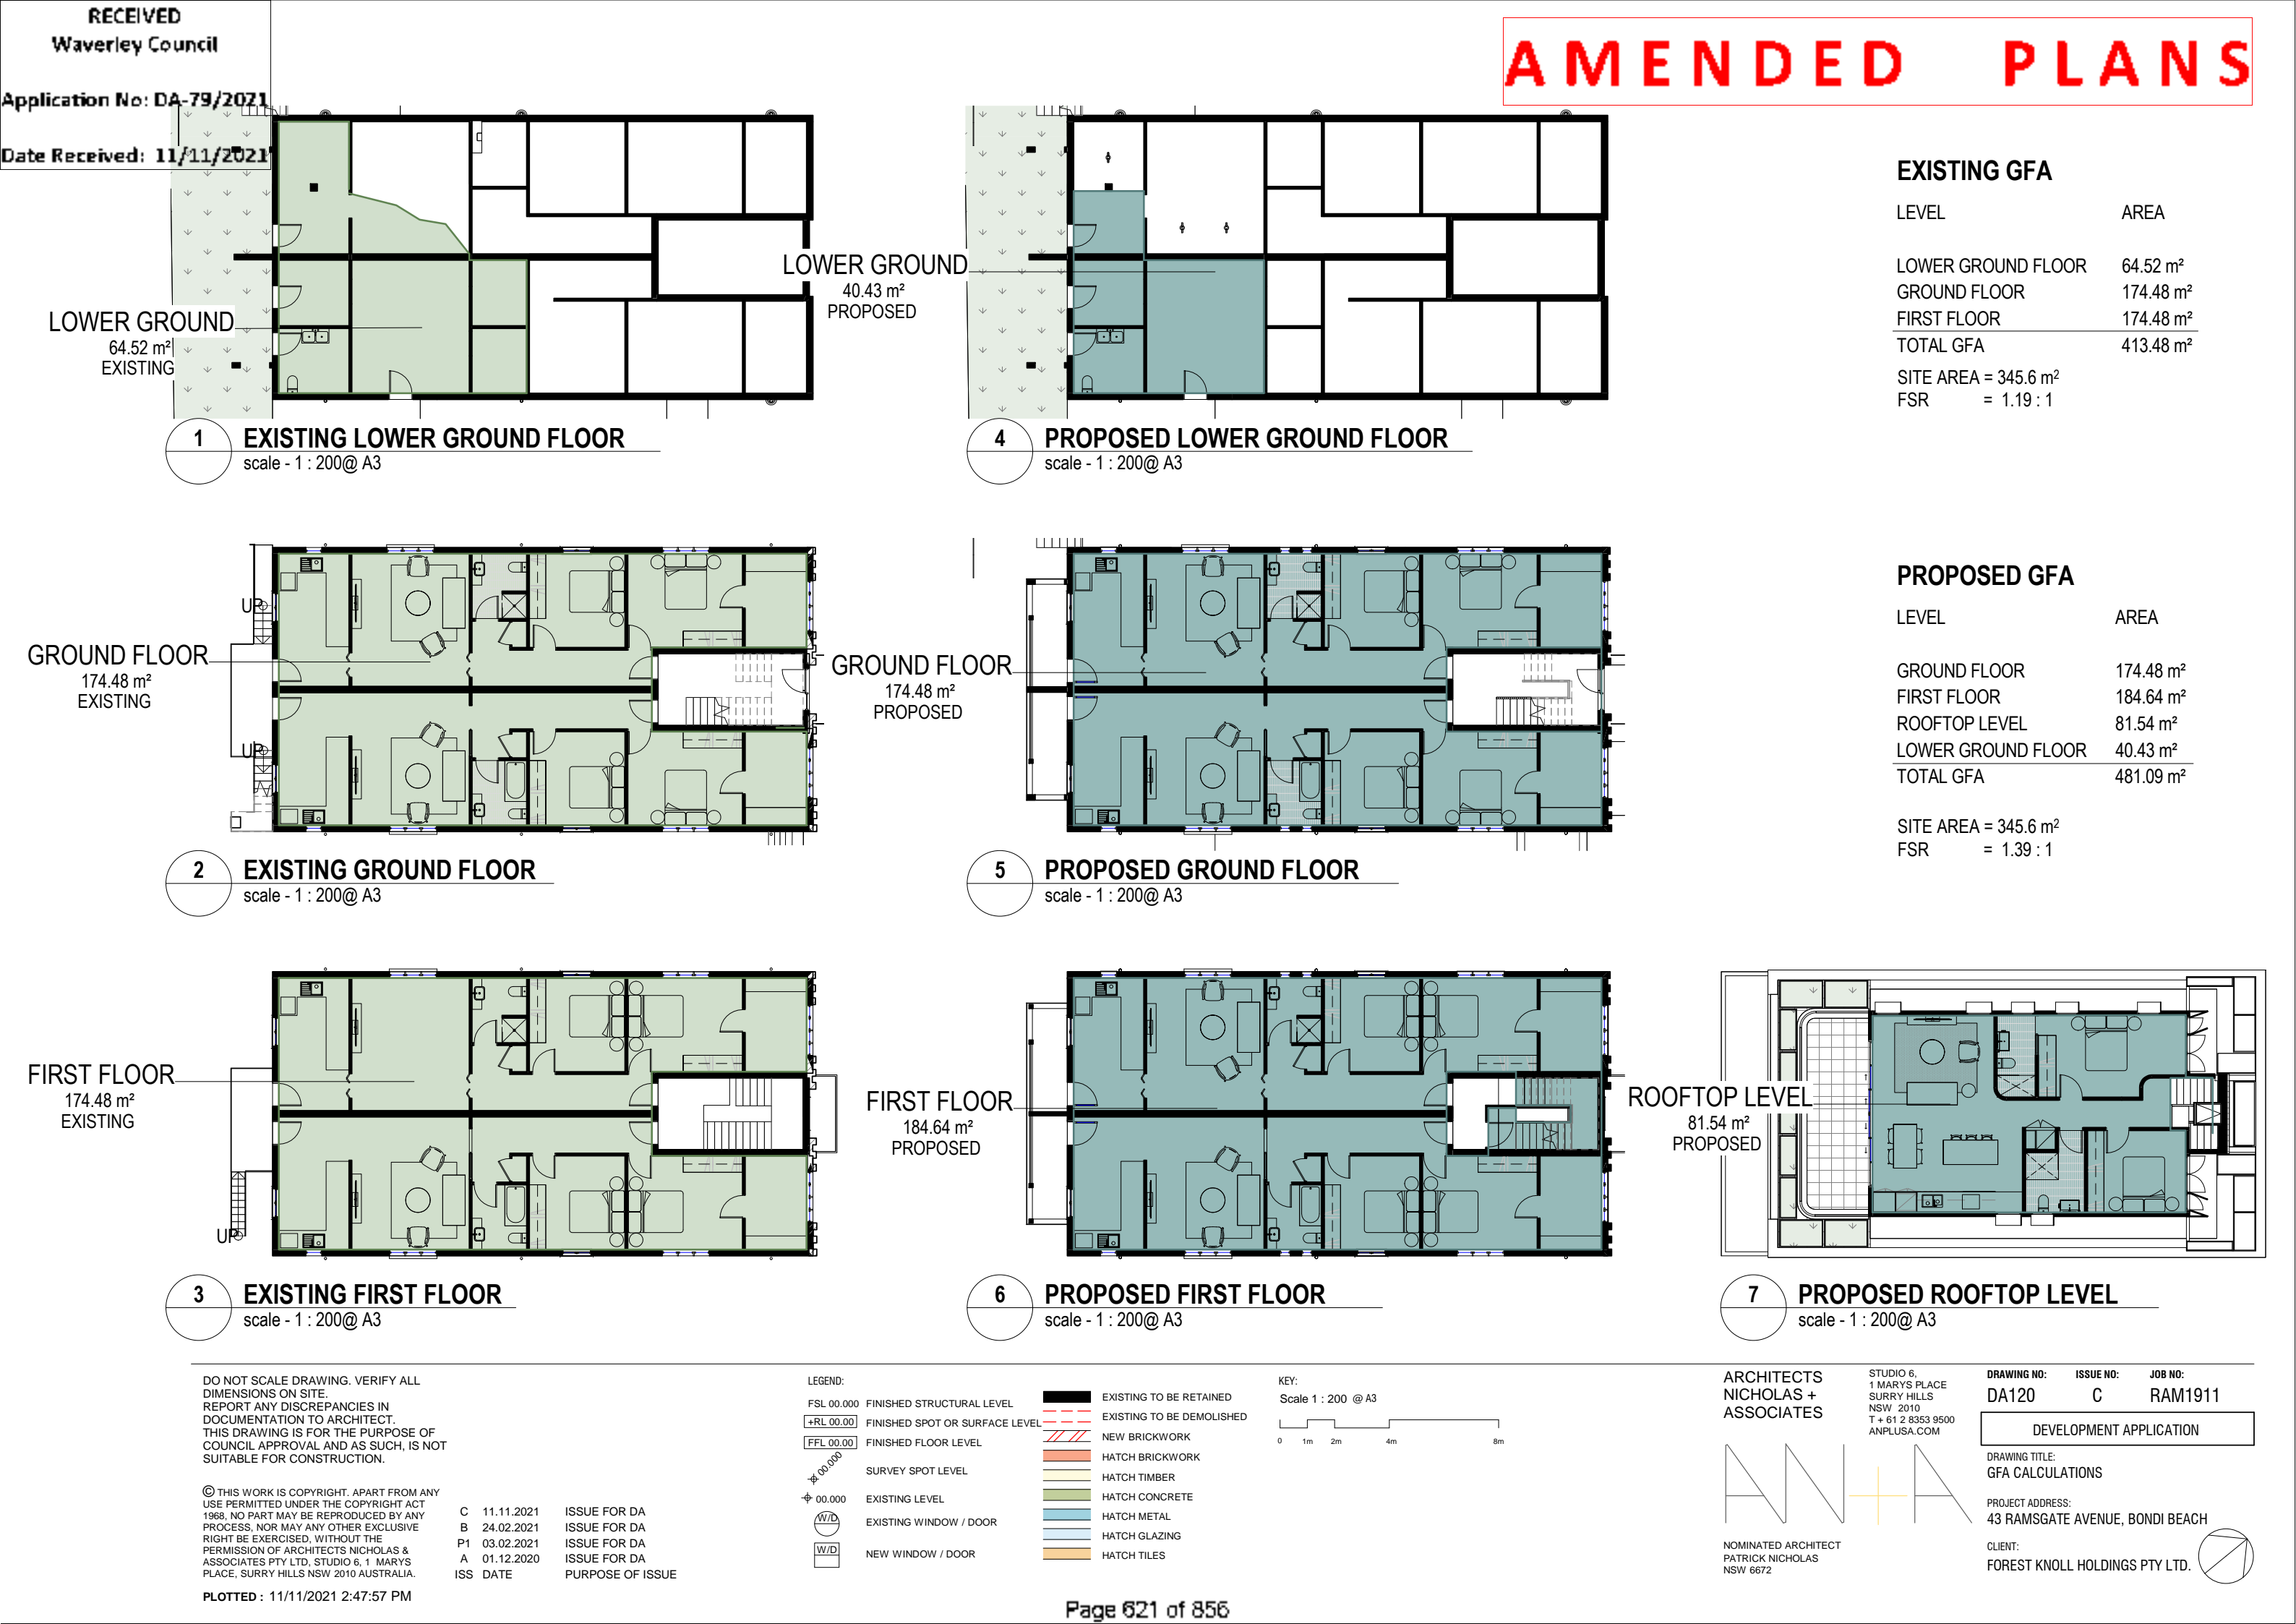 RECEIVED
Waverley Council
Application No: DA-79/2021
Date Received: 11/11/2021
AMENDED PLANS
LOWER GROUND
64.52 m²
EXISTING
1 EXISTING LOWER GROUND FLOOR
scale - 1 : 200@ A3
LOWER GROUND
40.43 m²
PROPOSED
4 PROPOSED LOWER GROUND FLOOR
scale - 1 : 200@ A3
EXISTING GFA
LEVEL AREA
LOWER GROUND FLOOR 64.52 m²
GROUND FLOOR 174.48 m²
FIRST FLOOR 174.48 m²
TOTAL GFA 413.48 m²
SITE AREA = 345.6 m²
FSR = 1.19 : 1
UP
GROUND FLOOR
174.48 m²
EXISTING
UP
2 EXISTING GROUND FLOOR
scale - 1 : 200@ A3
GROUND FLOOR
174.48 m²
PROPOSED
5 PROPOSED GROUND FLOOR
scale - 1 : 200@ A3
PROPOSED GFA
LEVEL AREA
GROUND FLOOR 174.48 m²
FIRST FLOOR 184.64 m²
ROOFTOP LEVEL 81.54 m²
LOWER GROUND FLOOR 40.43 m²
TOTAL GFA 481.09 m²
SITE AREA = 345.6 m²
FSR = 1.39 : 1
FIRST FLOOR
174.48 m²
EXISTING
UP
3 EXISTING FIRST FLOOR
scale - 1 : 200@ A3
FIRST FLOOR
184.64 m²
PROPOSED
6 PROPOSED FIRST FLOOR
scale - 1 : 200@ A3
ROOFTOP LEVEL
81.54 m²
PROPOSED
7 PROPOSED ROOFTOP LEVEL
scale - 1 : 200@ A3
DO NOT SCALE DRAWING. VERIFY ALL
DIMENSIONS ON SITE.
REPORT ANY DISCREPANCIES IN
DOCUMENTATION TO ARCHITECT.
THIS DRAWING IS FOR THE PURPOSE OF
COUNCIL APPROVAL AND AS SUCH, IS NOT
SUITABLE FOR CONSTRUCTION.
© THIS WORK IS COPYRIGHT. APART FROM ANY
USE PERMITTED UNDER THE COPYRIGHT ACT
1968, NO PART MAY BE REPRODUCED BY ANY
PROCESS, NOR MAY ANY OTHER EXCLUSIVE
RIGHT BE EXERCISED, WITHOUT THE
PERMISSION OF ARCHITECTS NICHOLAS &
ASSOCIATES PTY LTD, STUDIO 6, 1 MARYS
PLACE, SURRY HILLS NSW 2010 AUSTRALIA.
PLOTTED : 11/11/2021 2:47:57 PM
C 11.11.2021 ISSUE FOR DA
B 24.02.2021 ISSUE FOR DA
P1 03.02.2021 ISSUE FOR DA
A 01.12.2020 ISSUE FOR DA
ISS DATE PURPOSE OF ISSUE
LEGEND:
FSL 00.000 FINISHED STRUCTURAL LEVEL
+RL 00.00 FINISHED SPOT OR SURFACE LEVEL
FFL 00.00 FINISHED FLOOR LEVEL
00.000 SURVEY SPOT LEVEL
00.000 EXISTING LEVEL
W/D EXISTING WINDOW / DOOR
W/D NEW WINDOW / DOOR
EXISTING TO BE RETAINED
EXISTING TO BE DEMOLISHED
NEW BRICKWORK
HATCH BRICKWORK
HATCH TIMBER
HATCH CONCRETE
HATCH METAL
HATCH GLAZING
HATCH TILES
KEY:
Scale 1 : 200 @ A3
0 1m 2m 4m 8m
Page 621 of 856
ARCHITECTS
NICHOLAS +
ASSOCIATES
STUDIO 6,
1 MARYS PLACE
SURRY HILLS
NSW 2010
T + 61 2 8353 9500
ANPLUSA.COM
AN+A
NOMINATED ARCHITECT
PATRICK NICHOLAS
NSW 6672
DRAWING NO: ISSUE NO: JOB NO:
DA120 C RAM1911
DEVELOPMENT APPLICATION
DRAWING TITLE:
GFA CALCULATIONS
PROJECT ADDRESS:
43 RAMSGATE AVENUE, BONDI BEACH
CLIENT:
FOREST KNOLL HOLDINGS PTY LTD.